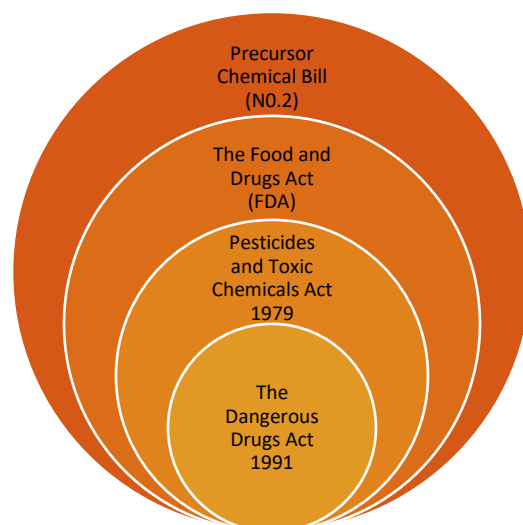 Precursor
Chemical Bill
(N0.2)
The Food and
Drugs Act
(FDA)
Pesticides
and Toxic
Chemicals Act
1979
The
Dangerous
Drugs Act
1991